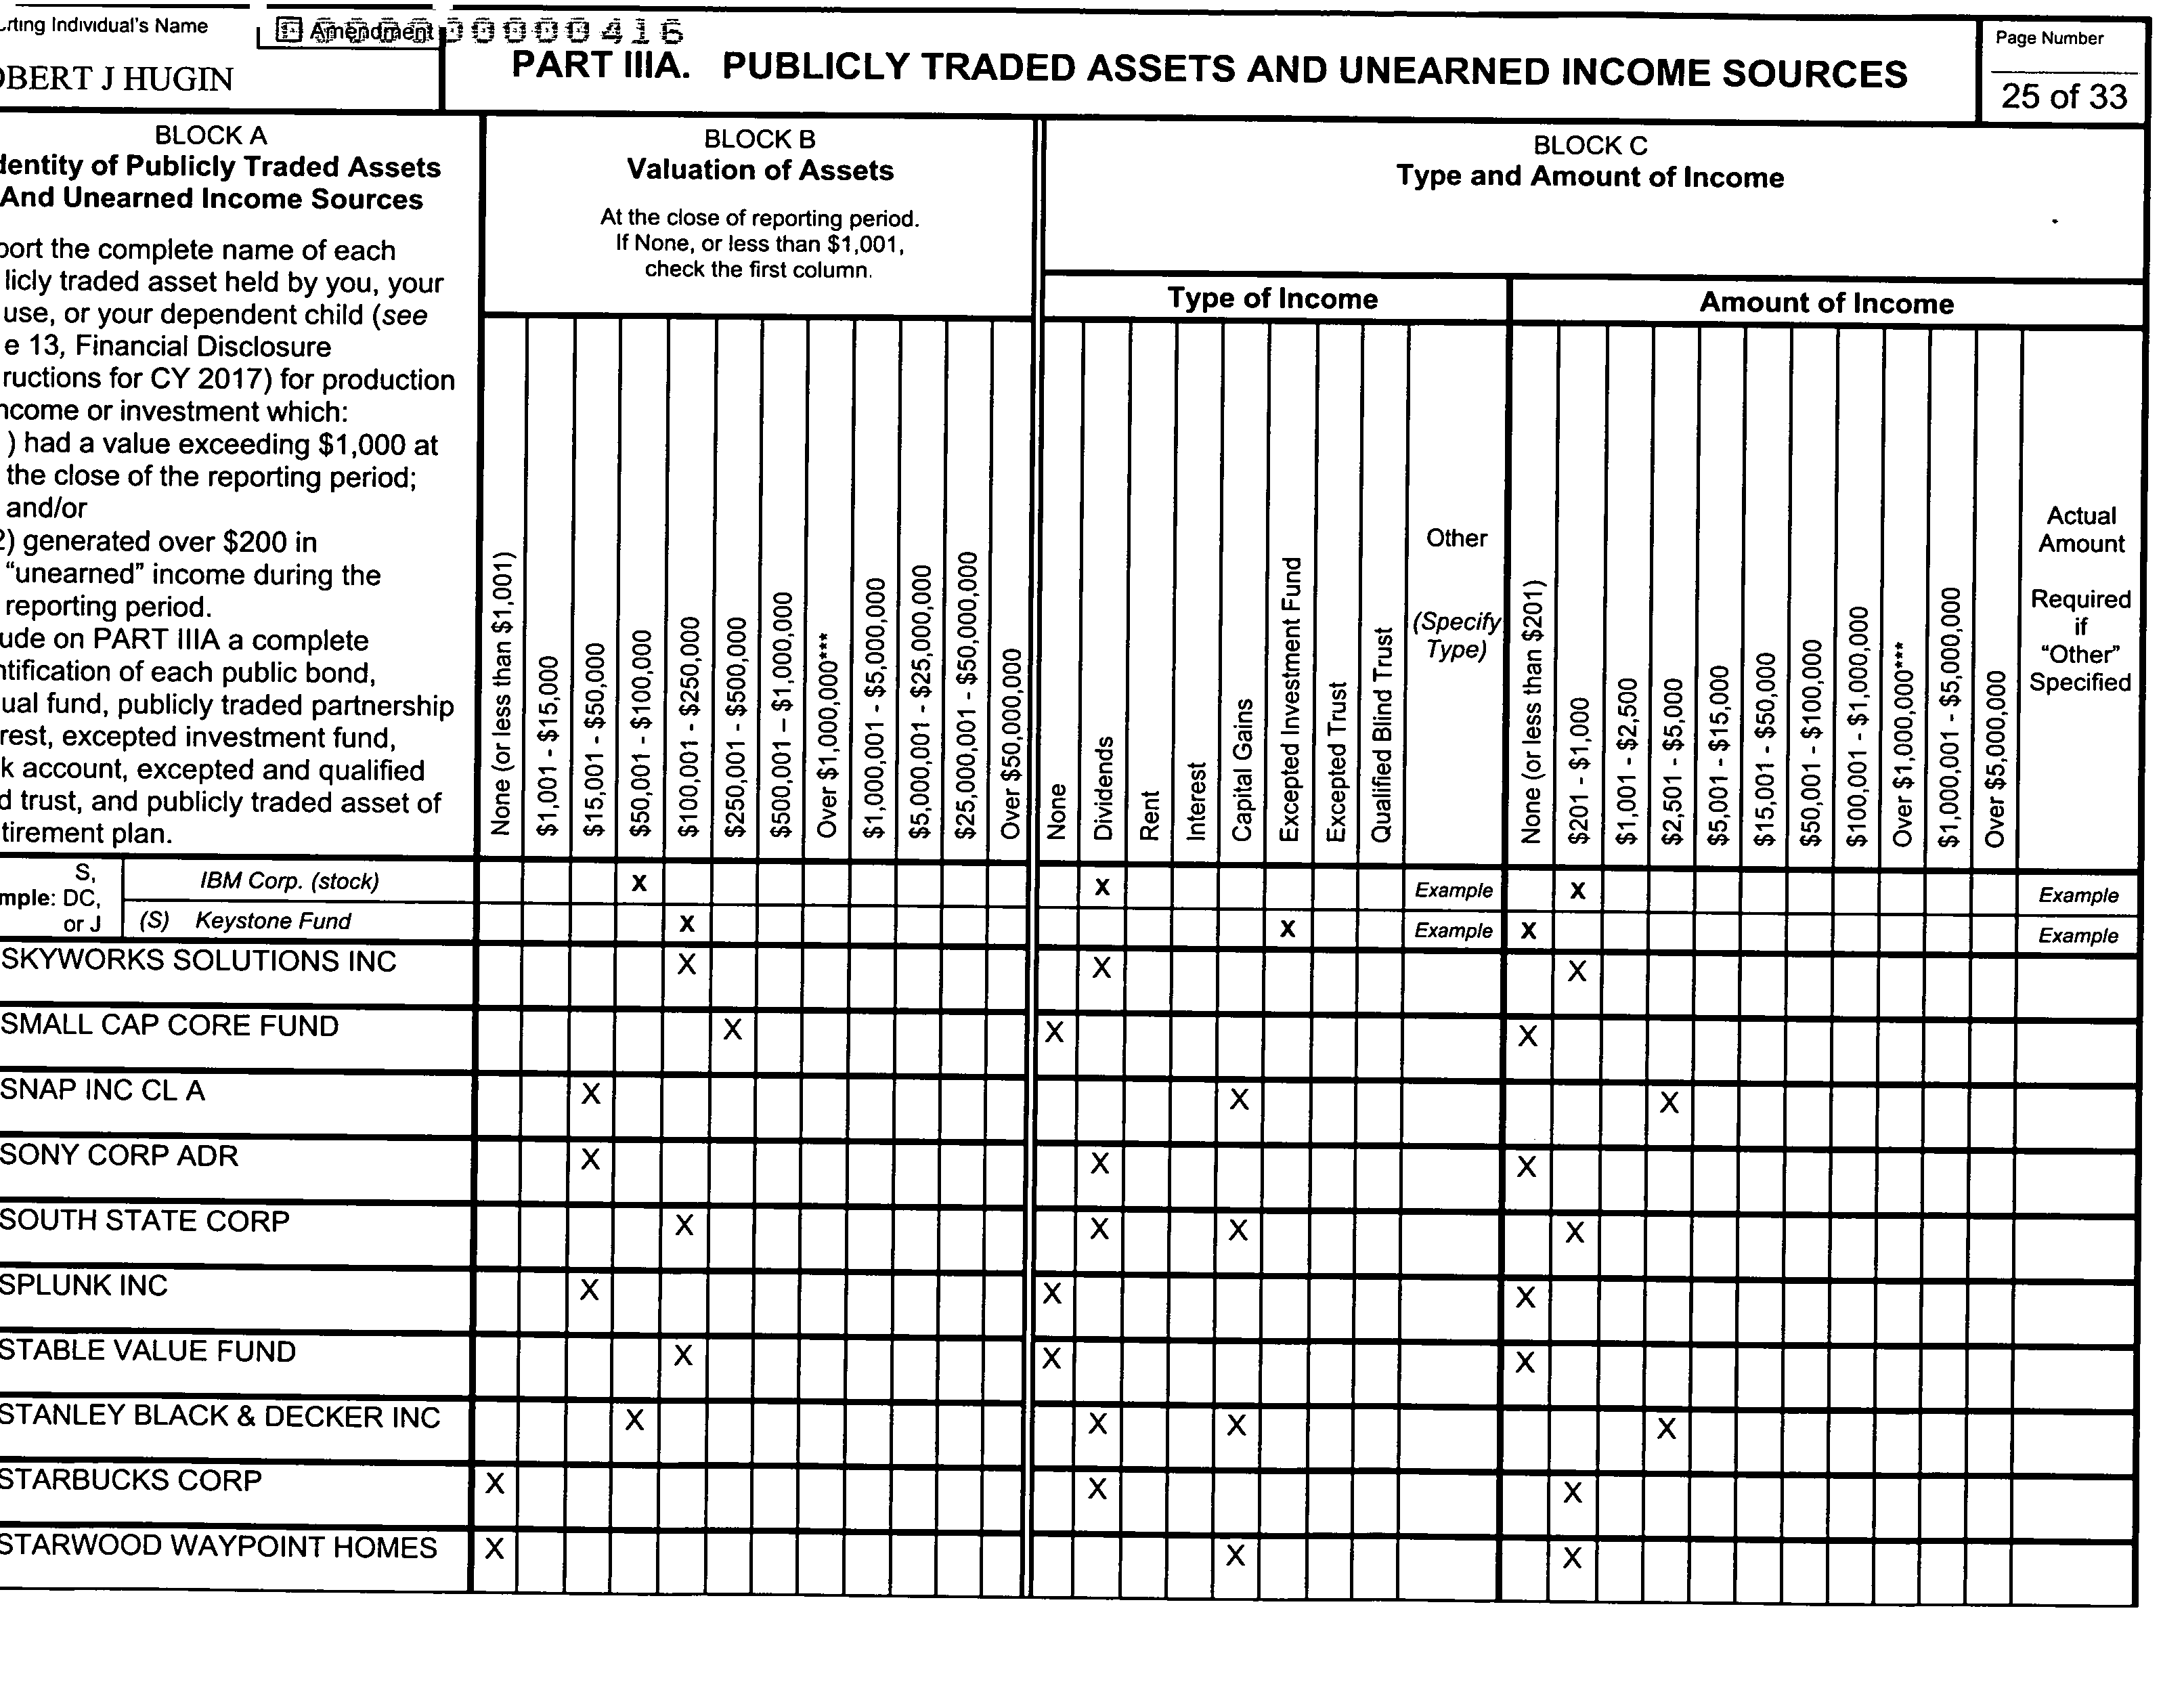 rting Individual's Name
Amendment
00000000416
OBERT J HUGIN
PART IIIA. PUBLICLY TRADED ASSETS AND UNEARNED INCOME SOURCES
Page Number
25 of 33
BLOCK A
dentity of Publicly Traded Assets
And Unearned Income Sources
port the complete name of each
licly traded asset held by you, your
use, or your dependent child (see
e 13, Financial Disclosure
ructions for CY 2017) for production
ncome or investment which:
) had a value exceeding $1,000 at
the close of the reporting period;
and/or
2) generated over $200 in
“unearned” income during the
reporting period.
ude on PART IIIA a complete
ntification of each public bond,
ual fund, publicly traded partnership
rest, excepted investment fund,
k account, excepted and qualified
d trust, and publicly traded asset of
tirement plan.
BLOCK B
Valuation of Assets
At the close of reporting period.
If None, or less than $1,001,
check the first column.
None (or less than $1,001)
$1,001 - $15,000
$15,001 - $50,000
$50,001 - $100,000
$100,001 - $250,000
$250,001 - $500,000
$500,001 – $1,000,000
Over $1,000,000***
$1,000,001 - $5,000,000
$5,000,001 - $25,000,000
$25,000,001 - $50,000,000
Over $50,000,000
BLOCK C
Type and Amount of Income
Type of Income
None
Dividends
Rent
Interest
Capital Gains
Excepted Investment Fund
Excepted Trust
Qualified Blind Trust
Other
(Specify
Type)
Amount of Income
None (or less than $201)
$201 - $1,000
$1,001 - $2,500
$2,501 - $5,000
$5,001 - $15,000
$15,001 - $50,000
$50,001 - $100,000
$100,001 - $1,000,000
Over $1,000,000***
$1,000,001 - $5,000,000
Over $5,000,000
Actual
Amount
Required
if
“Other”
Specified
S,
mple: DC,
or J
IBM Corp. (stock) X X Example X Example
(S) Keystone Fund X X Example X Example
SKYWORKS SOLUTIONS INC X X X
SMALL CAP CORE FUND X X X
SNAP INC CL A X X X
SONY CORP ADR X X X
SOUTH STATE CORP X X X X
SPLUNK INC X X X
STABLE VALUE FUND X X X
STANLEY BLACK & DECKER INC X X X X
STARBUCKS CORP X X X
STARWOOD WAYPOINT HOMES X X X